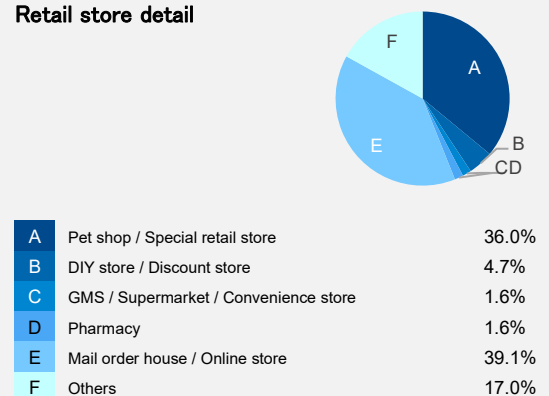 Retail store detail
F
A
E
B
CD
A Pet shop / Special retail store 36.0%
B DIY store / Discount store 4.7%
C GMS / Supermarket / Convenience store 1.6%
D Pharmacy 1.6%
E Mail order house / Online store 39.1%
F Others 17.0%